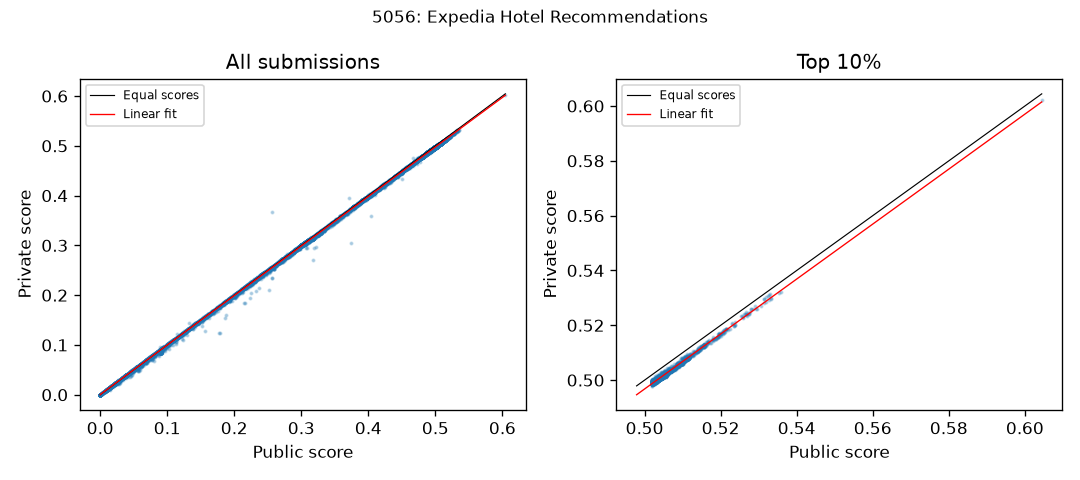 5056: Expedia Hotel Recommendations
All submissions
Equal scores
Linear fit
0.6
0.5
0.4
0.3
0.2
0.1
0.0
Private score
0.0 0.1 0.2 0.3 0.4 0.5 0.6
Public score
Top 10%
Equal scores
Linear fit
0.60
0.58
0.56
0.54
0.52
0.50
Private score
0.50 0.52 0.54 0.56 0.58 0.60
Public score